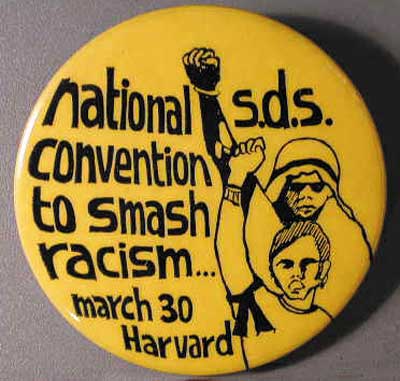 national s.d.s.
convention
to smash
racism...
march 30
Harvard